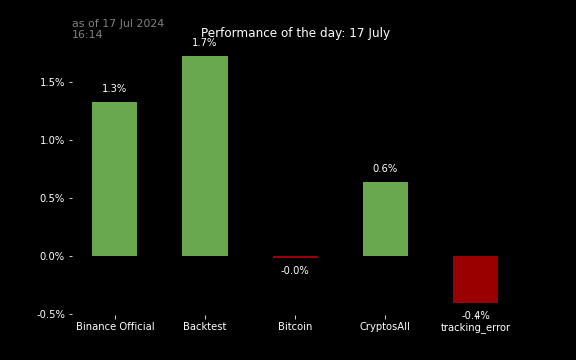 as of 17 Jul 2024
16:14
Performance of the day: 17 July
1.7%
1.3%
0.6%
-0.0%
-0.4%
1.5%
1.0%
0.5%
0.0%
-0.5%
Binance Official
Backtest
Bitcoin
CryptosAll
tracking_error